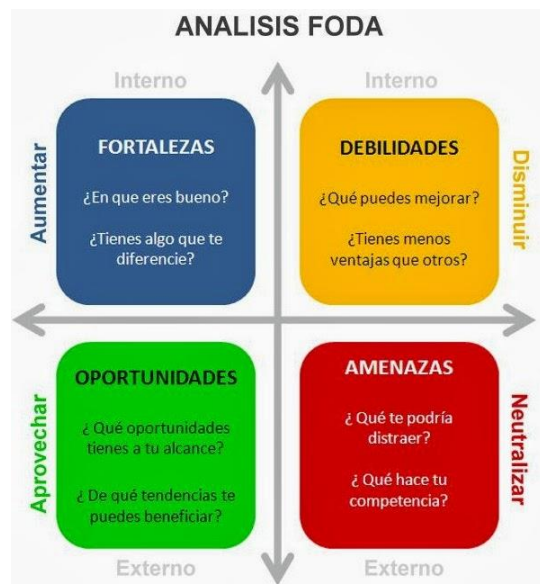 ANALISIS FODA
Interno
Interno
Aumentar
FORTALEZAS
¿En que eres bueno?
¿Tienes algo que te
diferencie?
DEBILIDADES
¿Qué puedes mejorar?
¿Tienes menos
ventajas que otros?
Disminuir
Aprovechar
OPORTUNIDADES
¿ Qué oportunidades
tienes a tu alcance?
¿ De qué tendencias te
puedes beneficiar?
AMENAZAS
¿ Qué te podría
distraer?
¿ Qué hace tu
competencia?
Neutralizar
Externo
Externo